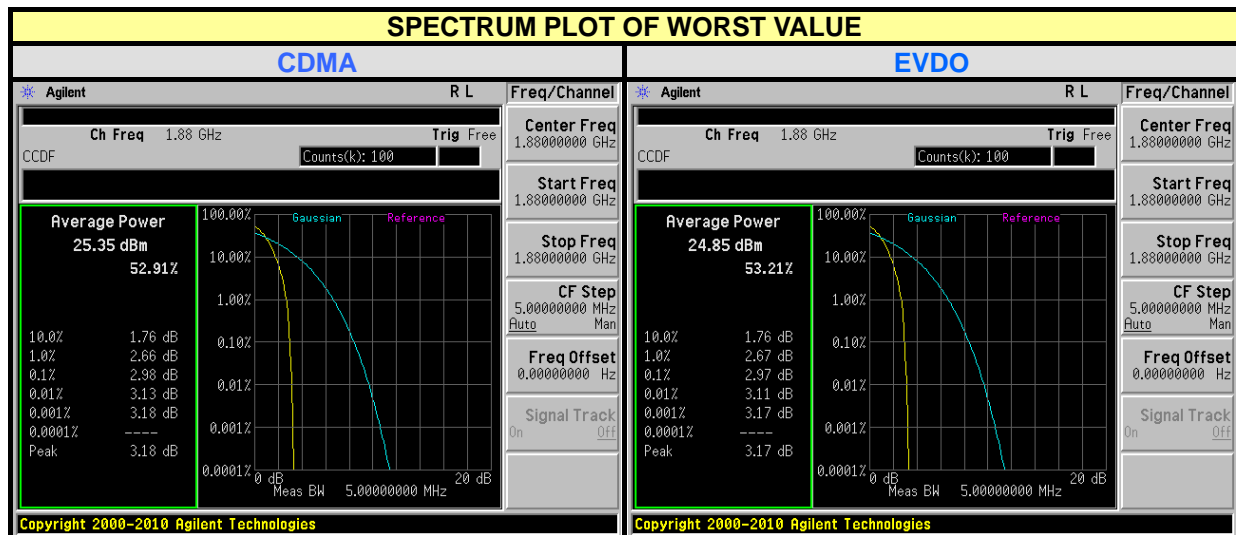 SPECTRUM PLOT OF WORST VALUE
CDMA
Agilent R L
Ch Freq 1.88 GHz Trig Free
CCDF Counts(k): 100
Average Power
25.35 dBm
52.91%
10.0% 1.76 dB
1.0% 2.66 dB
0.1% 2.98 dB
0.01% 3.13 dB
0.001% 3.18 dB
0.0001% ----
Peak 3.18 dB
Gaussian Reference
100.00%
10.00%
1.00%
0.10%
0.01%
0.001%
0.0001%
0 dB 20 dB
Meas BW 5.00000000 MHz
Freq/Channel
Center Freq
1.88000000 GHz
Start Freq
1.88000000 GHz
Stop Freq
1.88000000 GHz
CF Step
5.00000000 MHz
Auto Man
Freq Offset
0.00000000 Hz
Signal Track
On Off
Copyright 2000-2010 Agilent Technologies
EVDO
Agilent R L
Ch Freq 1.88 GHz Trig Free
CCDF Counts(k): 100
Average Power
24.85 dBm
53.21%
10.0% 1.76 dB
1.0% 2.67 dB
0.1% 2.97 dB
0.01% 3.11 dB
0.001% 3.17 dB
0.0001% ----
Peak 3.17 dB
Gaussian Reference
100.00%
10.00%
1.00%
0.10%
0.01%
0.001%
0.0001%
0 dB 20 dB
Meas BW 5.00000000 MHz
Freq/Channel
Center Freq
1.88000000 GHz
Start Freq
1.88000000 GHz
Stop Freq
1.88000000 GHz
CF Step
5.00000000 MHz
Auto Man
Freq Offset
0.00000000 Hz
Signal Track
On Off
Copyright 2000-2010 Agilent Technologies